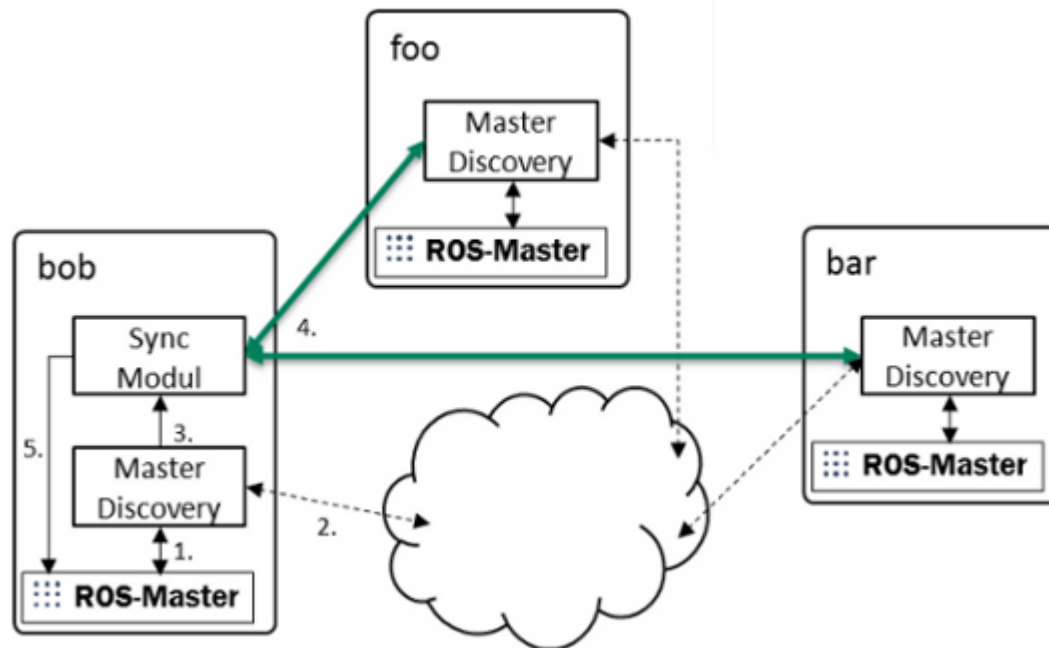 foo
Master
Discovery
ROS-Master
bob
Sync
Modul
4.
bar
Master
Discovery
5.
3.
Master
Discovery
2.
1.
ROS-Master
ROS-Master